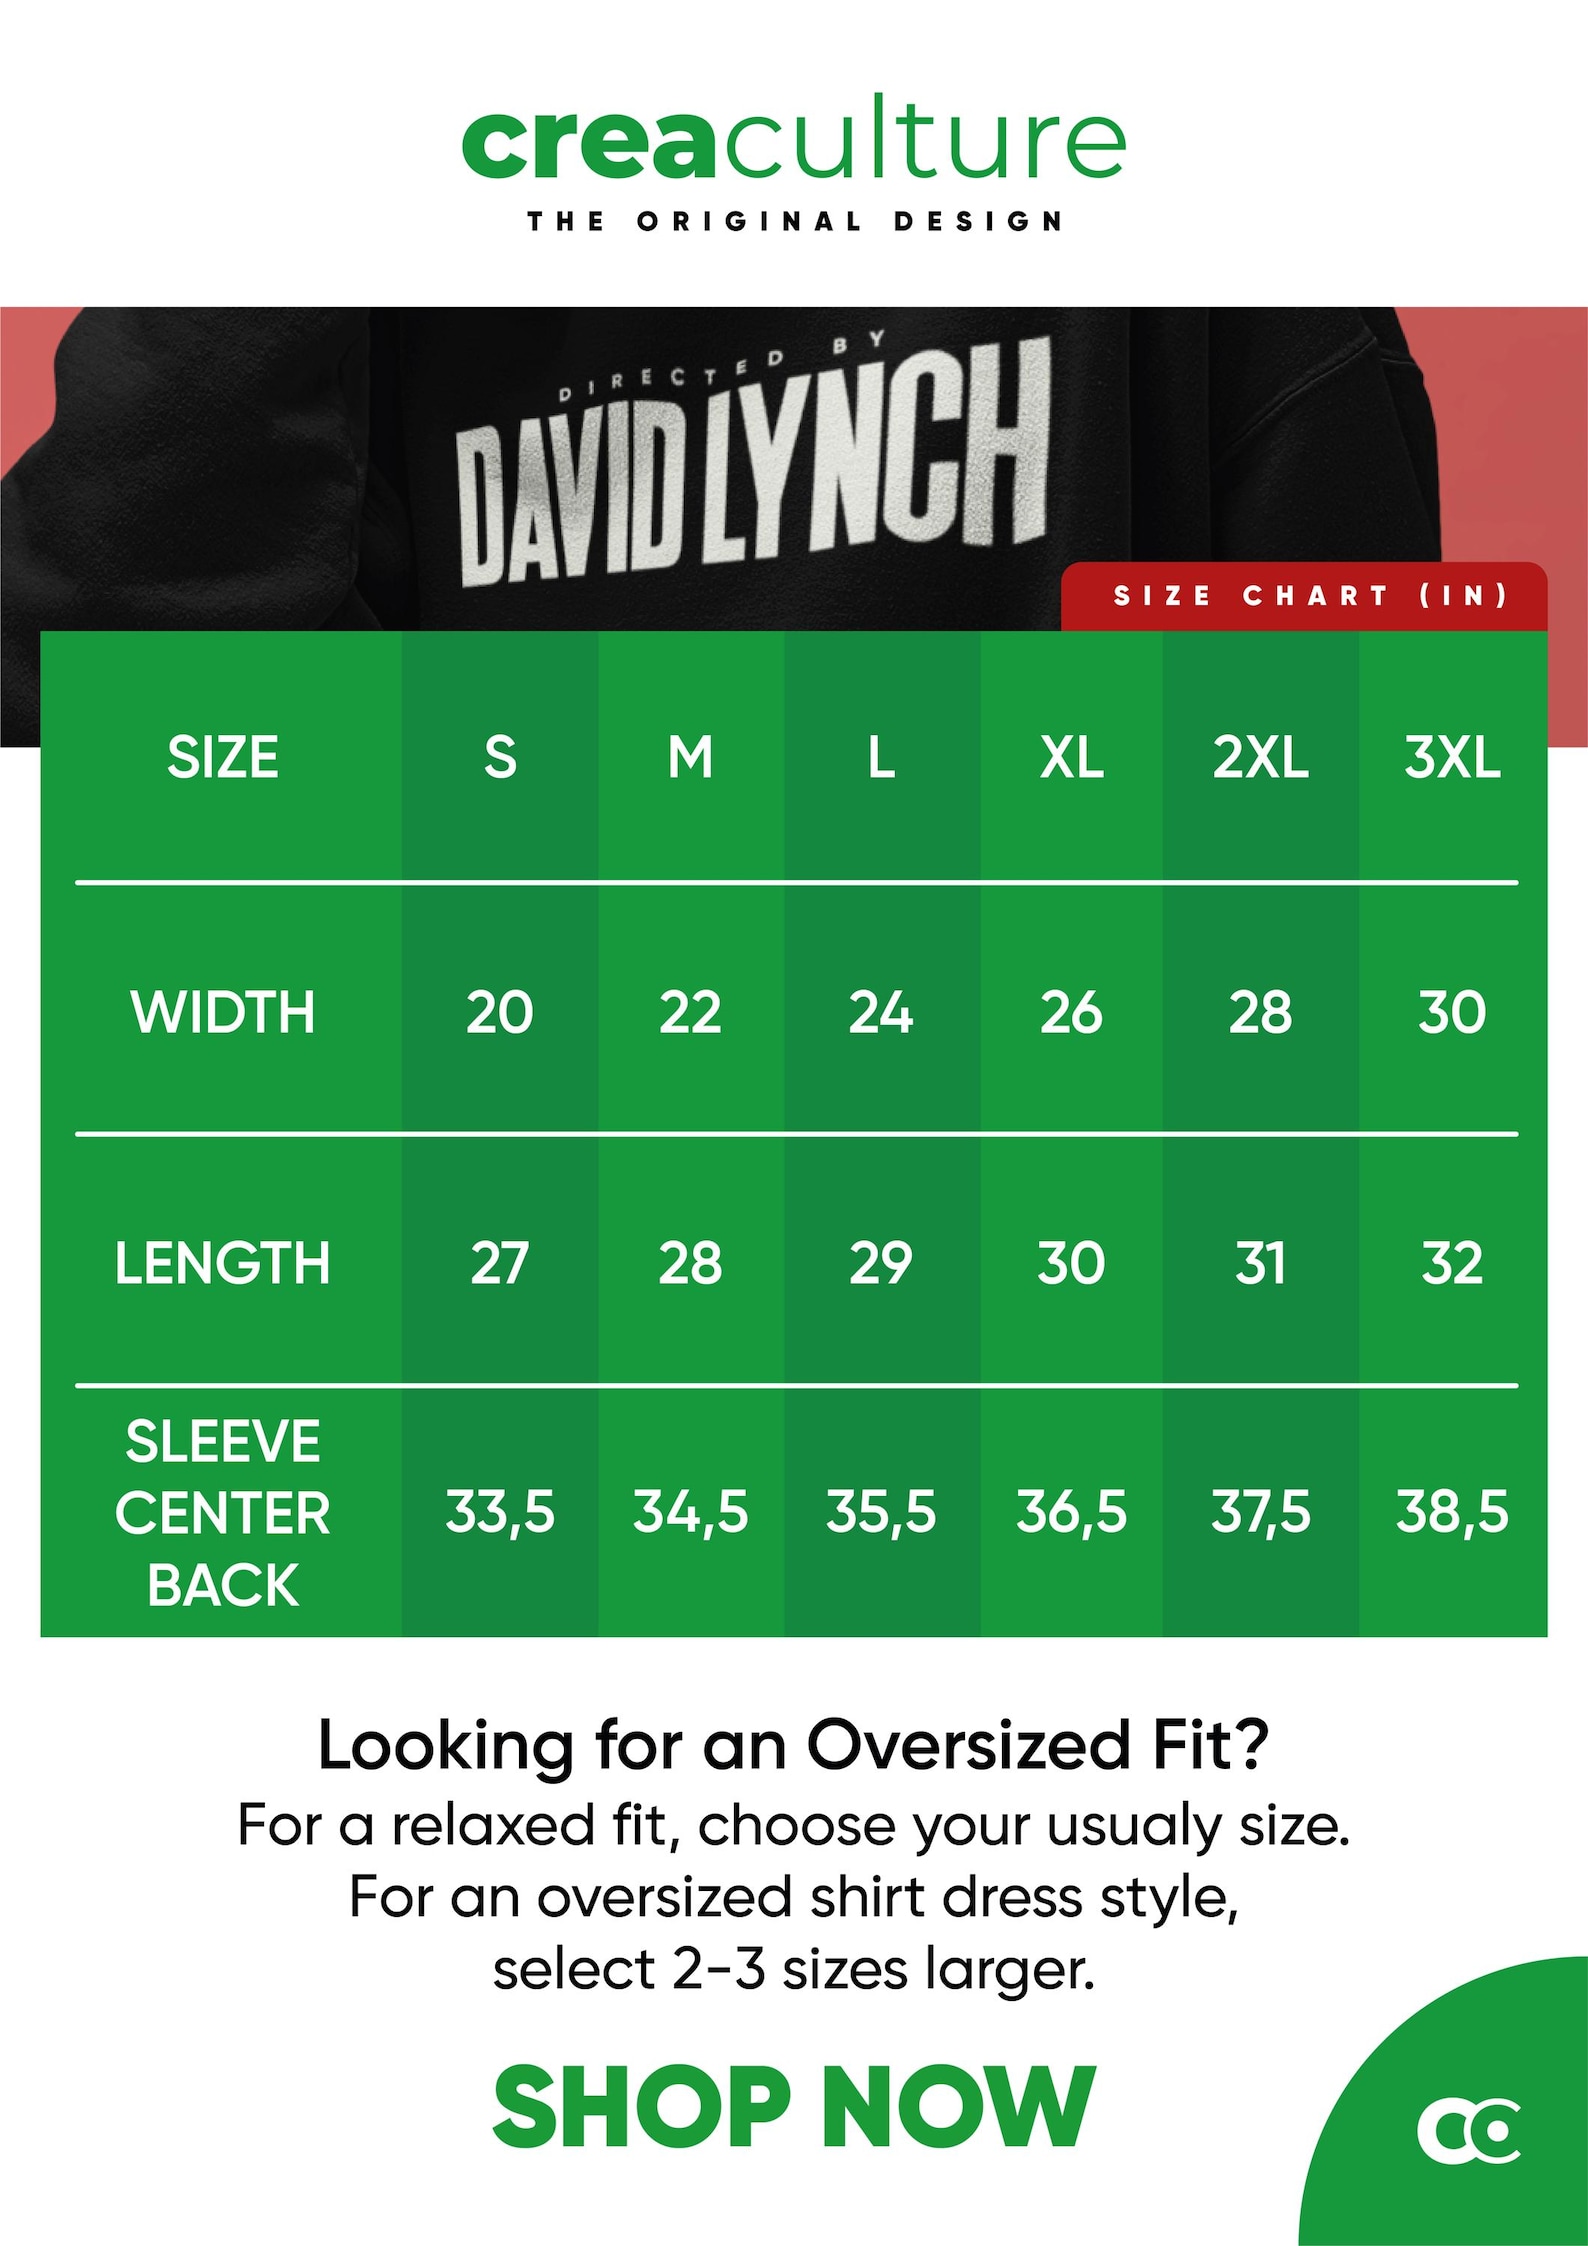 creaculture
THE ORIGINAL DESIGN
DIRECTED BY
DAVID LYNCH
SIZE CHART (IN)
SIZE S M L XL 2XL 3XL
WIDTH 20 22 24 26 28 30
LENGTH 27 28 29 30 31 32
SLEEVE
CENTER
BACK
33,5 34,5 35,5 36,5 37,5 38,5
Looking for an Oversized Fit?
For a relaxed fit, choose your usualy size.
For an oversized shirt dress style,
select 2-3 sizes larger.
SHOP NOW
CC